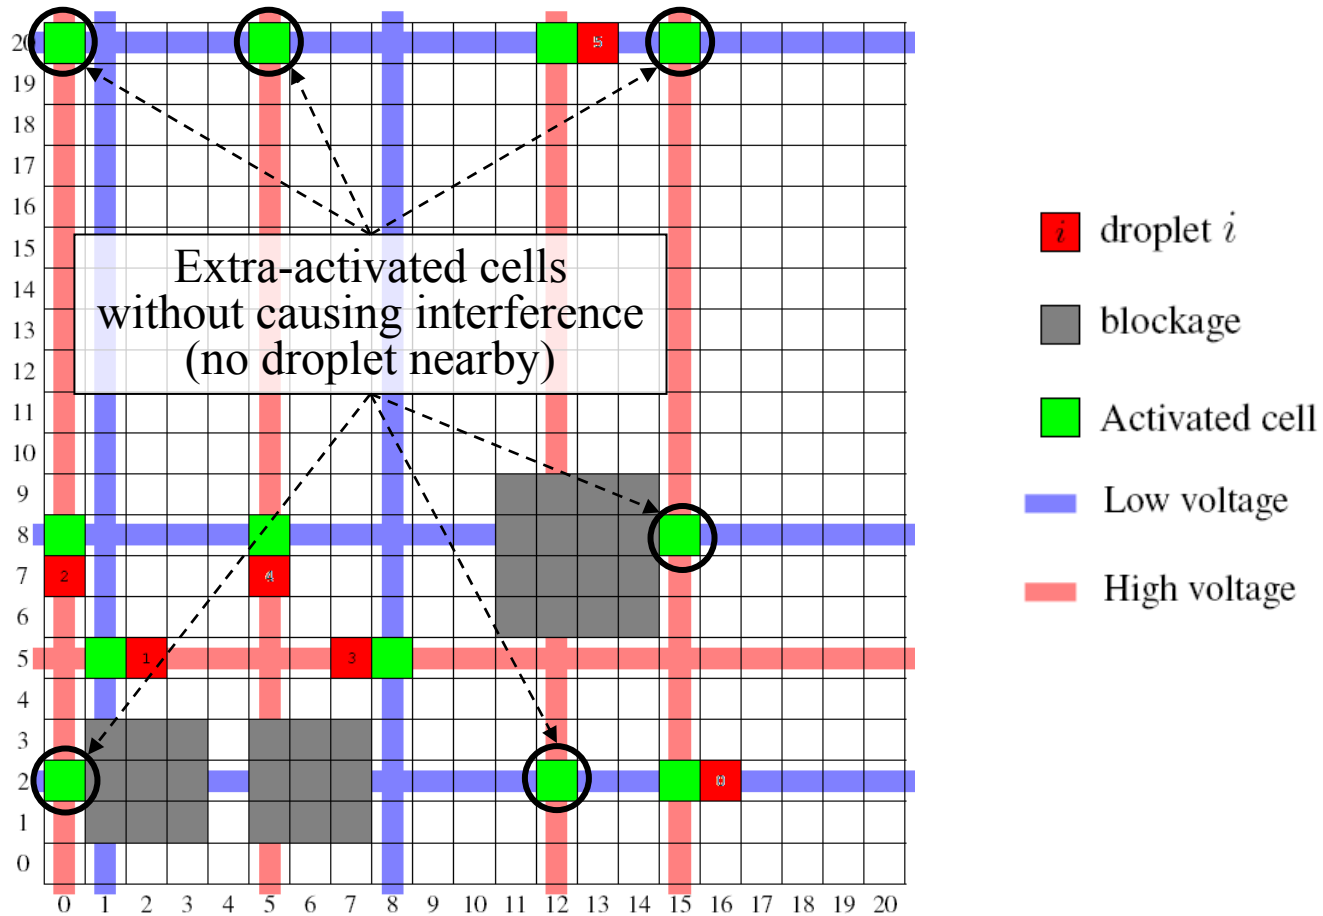 20 5
19
18
17
16
15
14
13
12
11
10
9
8
7 2 4
6
5 1 3
4
3
2
1
0
0 1 2 3 4 5 6 7 8 9 10 11 12 13 14 15 16 17 18 19 20
Extra-activated cells
without causing interference
(no droplet nearby)
i droplet i
blockage
Activated cell
Low voltage
High voltage